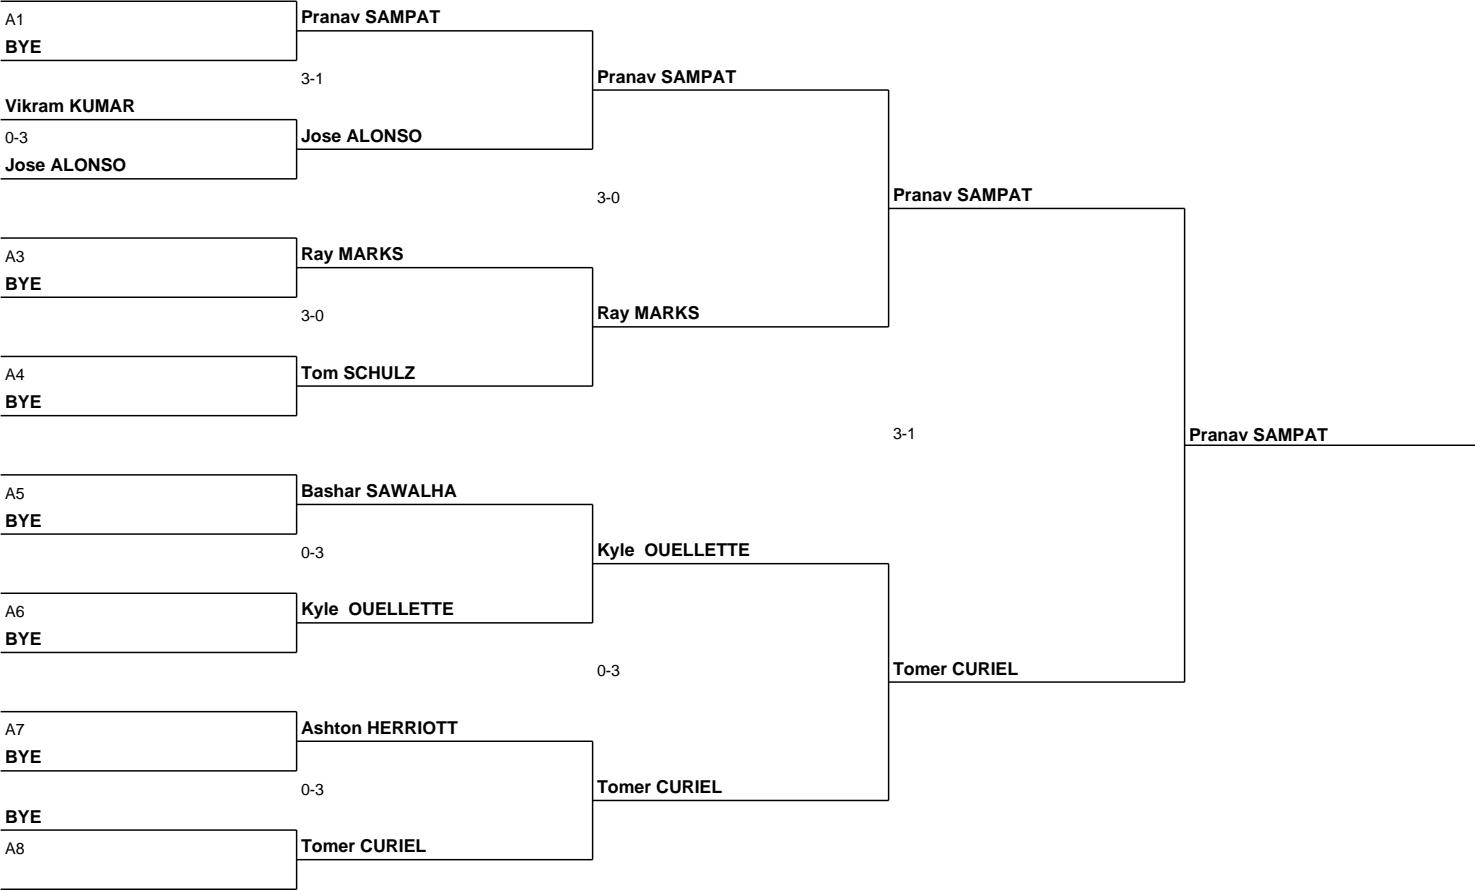 A1
BYE
Pranav SAMPAT
3-1
Vikram KUMAR
0-3
Jose ALONSO
Jose ALONSO
Pranav SAMPAT
3-0
A3
BYE
Ray MARKS
3-0
A4
BYE
Tom SCHULZ
Ray MARKS
Pranav SAMPAT
3-1
Pranav SAMPAT
A5
BYE
Bashar SAWALHA
0-3
A6
BYE
Kyle  OUELLETTE
Kyle  OUELLETTE
0-3
Tomer CURIEL
A7
BYE
Ashton HERRIOTT
0-3
BYE
A8
Tomer CURIEL
Tomer CURIEL